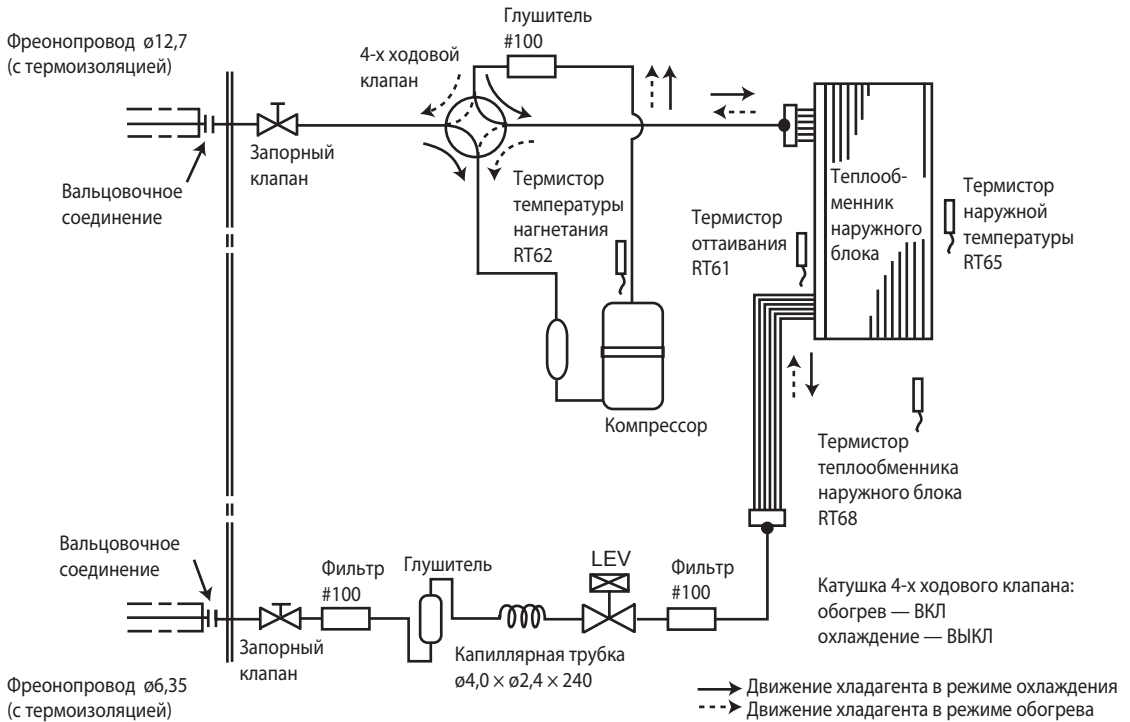 Фреонопровод ø12,7
(с термоизоляцией)
Глушитель
#100
4-х ходовой
клапан
Запорный
клапан
Вальцовочное
соединение
Термистор
температуры
нагнетания
RT62
Компрессор
Термистор
оттаивания
RT61
Теплооб-
менник
наружного
блока
Термистор
наружной
температуры
RT65
Термистор
теплообменника
наружного блока
RT68
Вальцовочное
соединение
Запорный
клапан
Фильтр
#100
Глушитель
Капиллярная трубка
ø4,0 × ø2,4 × 240
LEV
Фильтр
#100
Катушка 4-х ходового клапана:
обогрев — ВКЛ
охлаждение — ВЫКЛ
Фреонопровод ø6,35
(с термоизоляцией)
Движение хладагента в режиме охлаждения
Движение хладагента в режиме обогрева